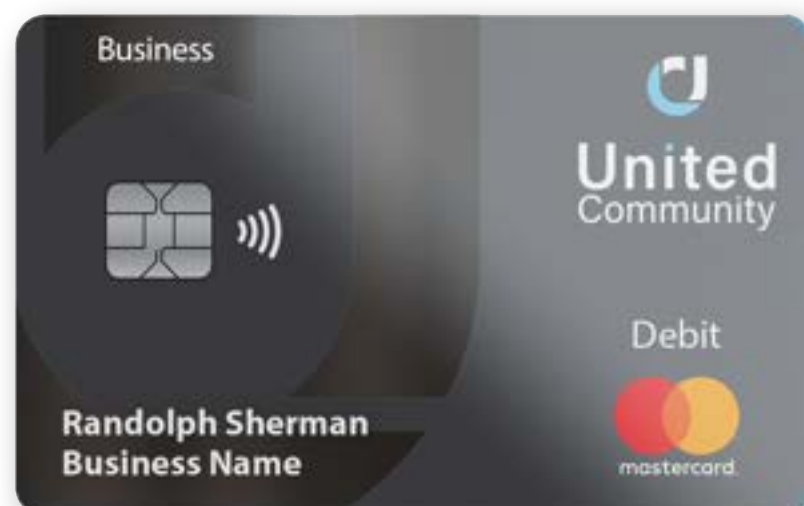 Business
United
Community
Debit
Randolph Sherman
Business Name
mastercard.